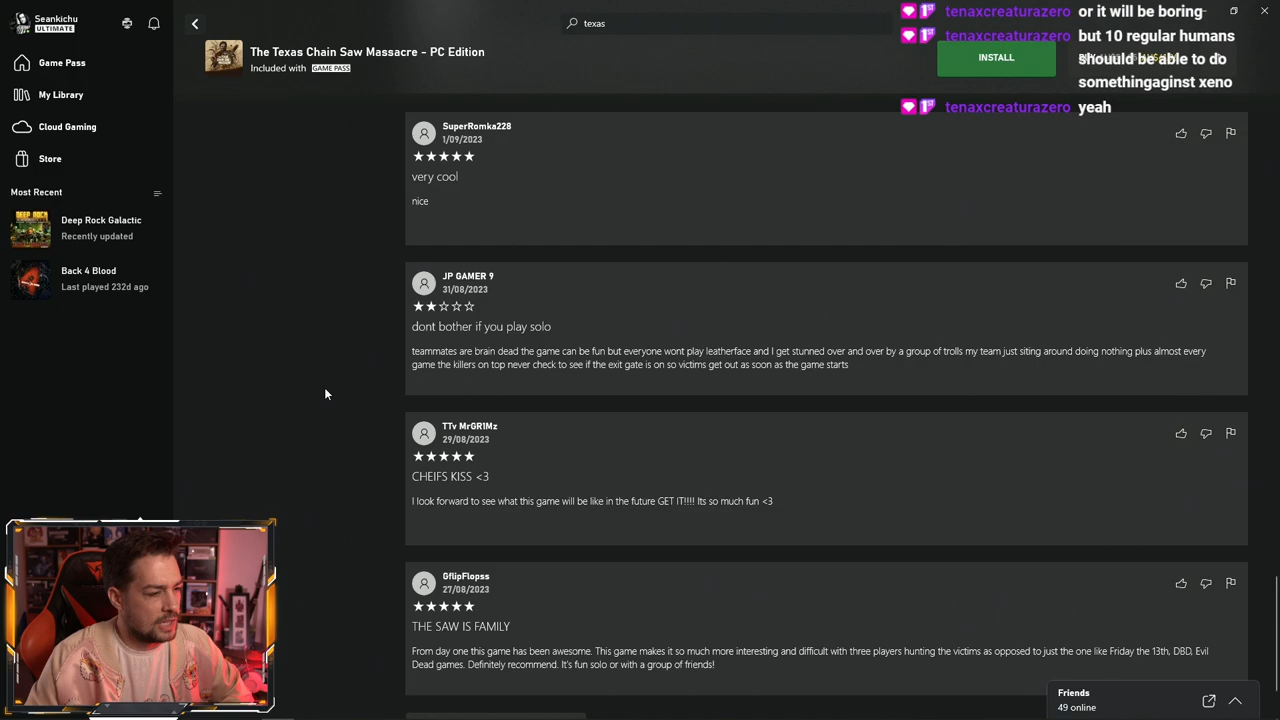 Seankichu
ULTIMATE
Game Pass
My Library
Cloud Gaming
Store
Most Recent
Deep Rock Galactic
Recently updated
Back 4 Blood
Last played 232d ago
texas
The Texas Chain Saw Massacre - PC Edition
Included with GAME PASS
INSTALL
tenaxcreaturazero or it will be boring
tenaxcreaturazero but 10 regular humans
should be able to do
somethingagainst xeno
tenaxcreaturazero yeah
SuperRomka228
1/09/2023
very cool
nice
JP GAMER 9
31/08/2023
dont bother if you play solo
teammates are brain dead the game can be fun but everyone wont play leatherface and I get stunned over and over by a group of trolls my team just siting around doing nothing plus almost every
game the killers on top never check to see if the exit gate is on so victims get out as soon as the game starts
TTv MrGR1Mz
29/08/2023
CHEIFS KISS <3
I look forward to see what this game will be like in the future GET IT!!!! Its so much fun <3
GflipFlopss
27/08/2023
THE SAW IS FAMILY
From day one this game has been awesome. This game makes it so much more interesting and difficult with three players hunting the victims as opposed to just the one like Friday the 13th, DBD, Evil
Dead games. Definitely recommend. It's fun solo or with a group of friends!
Friends
49 online